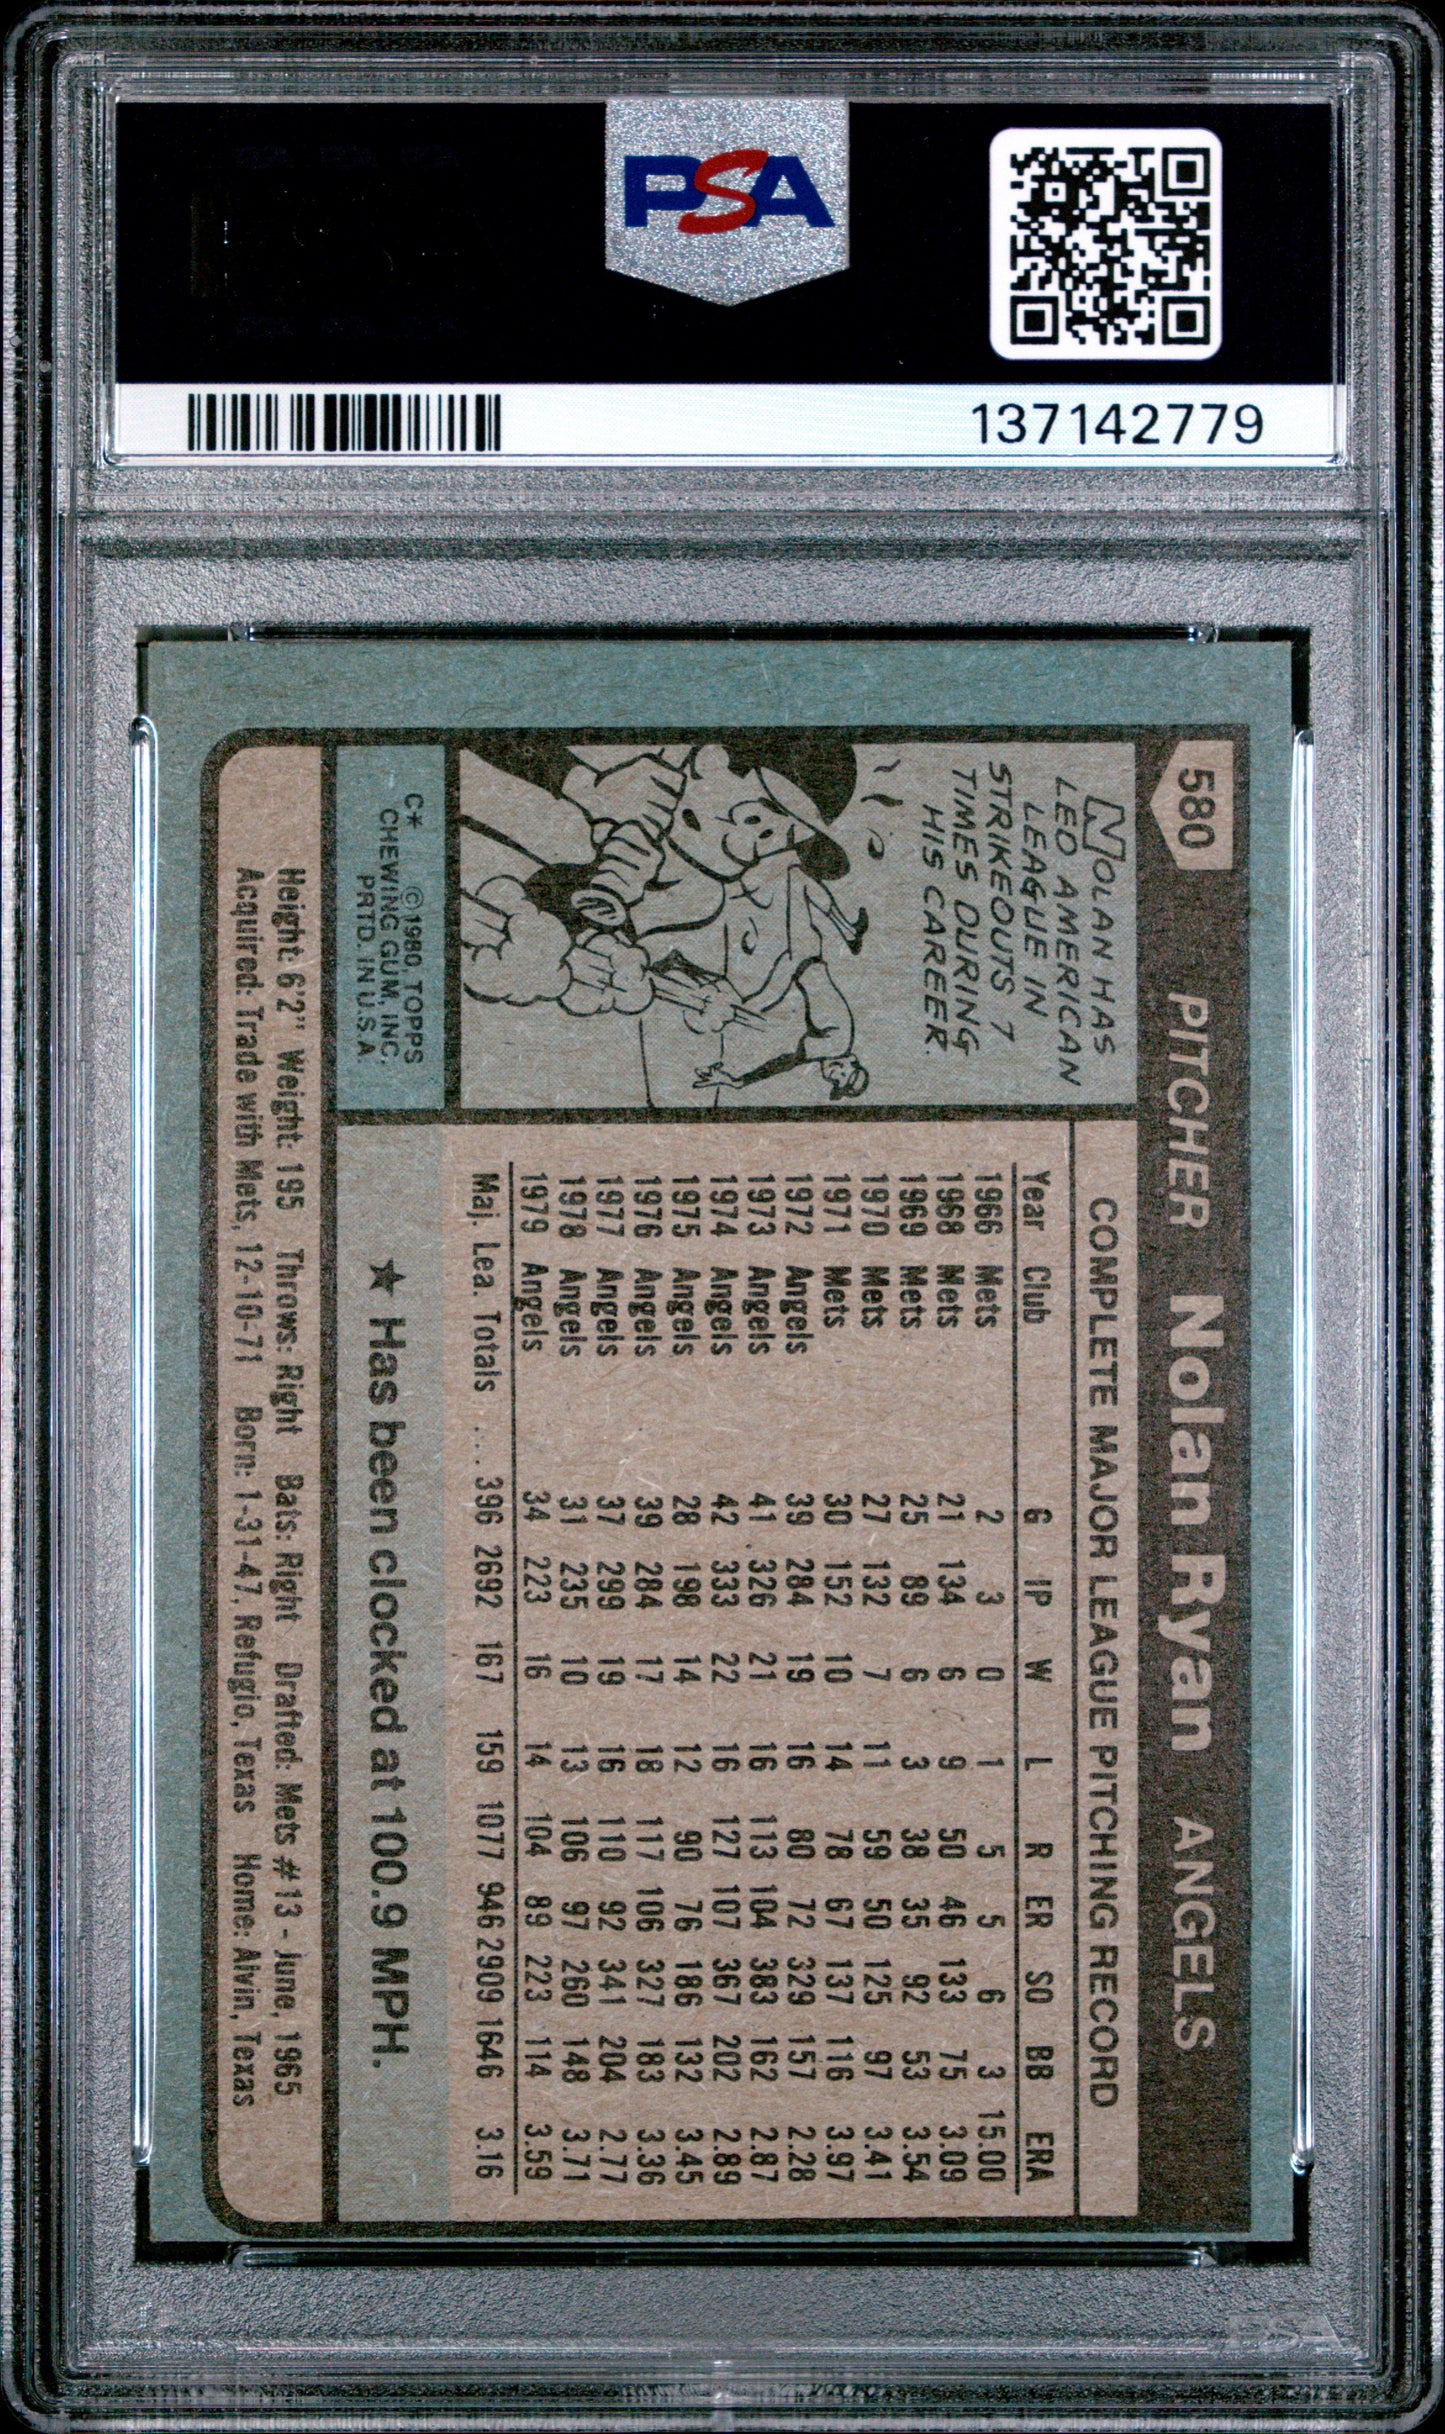 PSA
137142779
580 PITCHER Nolan Ryan ANGELS
NOLAN HAS
LED AMERICAN
LEAGUE IN
STRIKEOUTS 7
TIMES DURING
HIS CAREER.
COMPLETE MAJOR LEAGUE PITCHING RECORD
Year Club G IP W L R ER SO BB ERA
1966 Mets 2 3 0 1 5 5 6 3 15.00
1968 Mets 21 134 6 9 50 46 133 75 3.09
1969 Mets 25 89 6 3 38 35 92 53 3.54
1970 Mets 27 132 7 11 59 50 125 97 3.41
1971 Mets 30 152 10 14 78 67 137 116 3.97
1972 Angels 39 284 19 16 80 72 329 157 2.28
1973 Angels 41 326 21 16 113 104 383 162 2.87
1974 Angels 42 333 22 16 127 107 367 202 2.89
1975 Angels 28 198 14 12 90 76 186 132 3.45
1976 Angels 39 284 17 18 117 106 327 183 3.36
1977 Angels 37 299 19 16 110 92 341 204 2.77
1978 Angels 31 235 10 13 106 97 260 148 3.71
1979 Angels 34 223 16 14 104 89 223 114 3.59
Maj. Lea. Totals ... 396 2692 167 159 1077 946 2909 1646 3.16
C* ©1980 TOPPS
CHEWING GUM, INC.
PRTD. IN U.S.A.
★ Has been clocked at 100.9 MPH.
Height: 6'2" Weight: 195 Throws: Right Bats: Right Drafted: Mets #13 - June, 1965
Acquired: Trade with Mets, 12-10-71 Born: 1-31-47, Refugio, Texas Home: Alvin, Texas
PSA